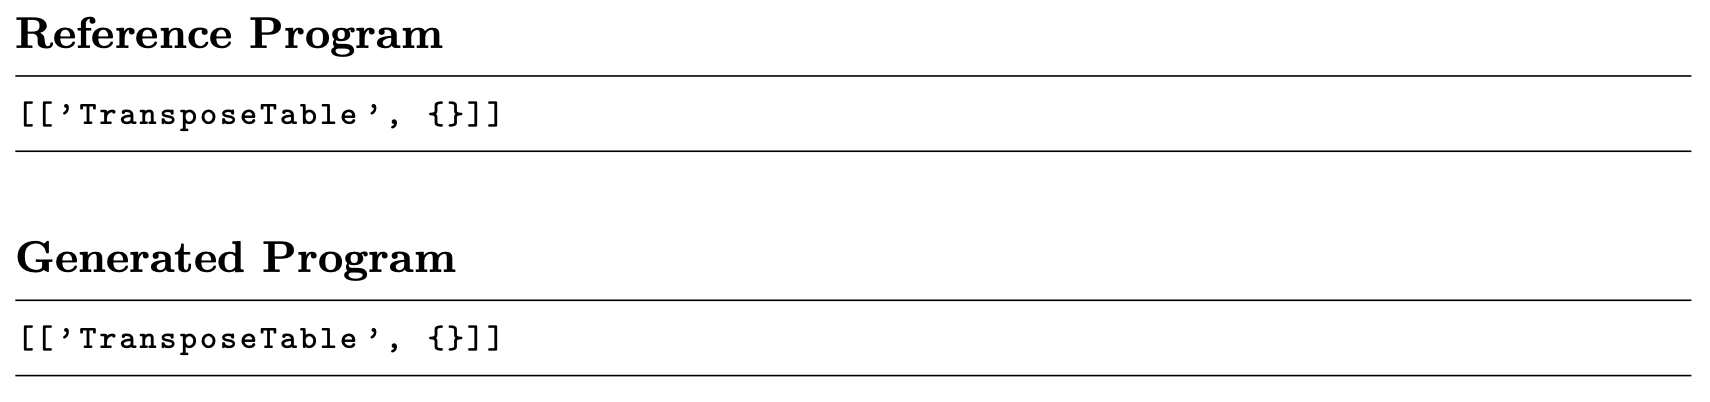 Reference Program
[['TransposeTable', {}]]
Generated Program
[['TransposeTable', {}]]